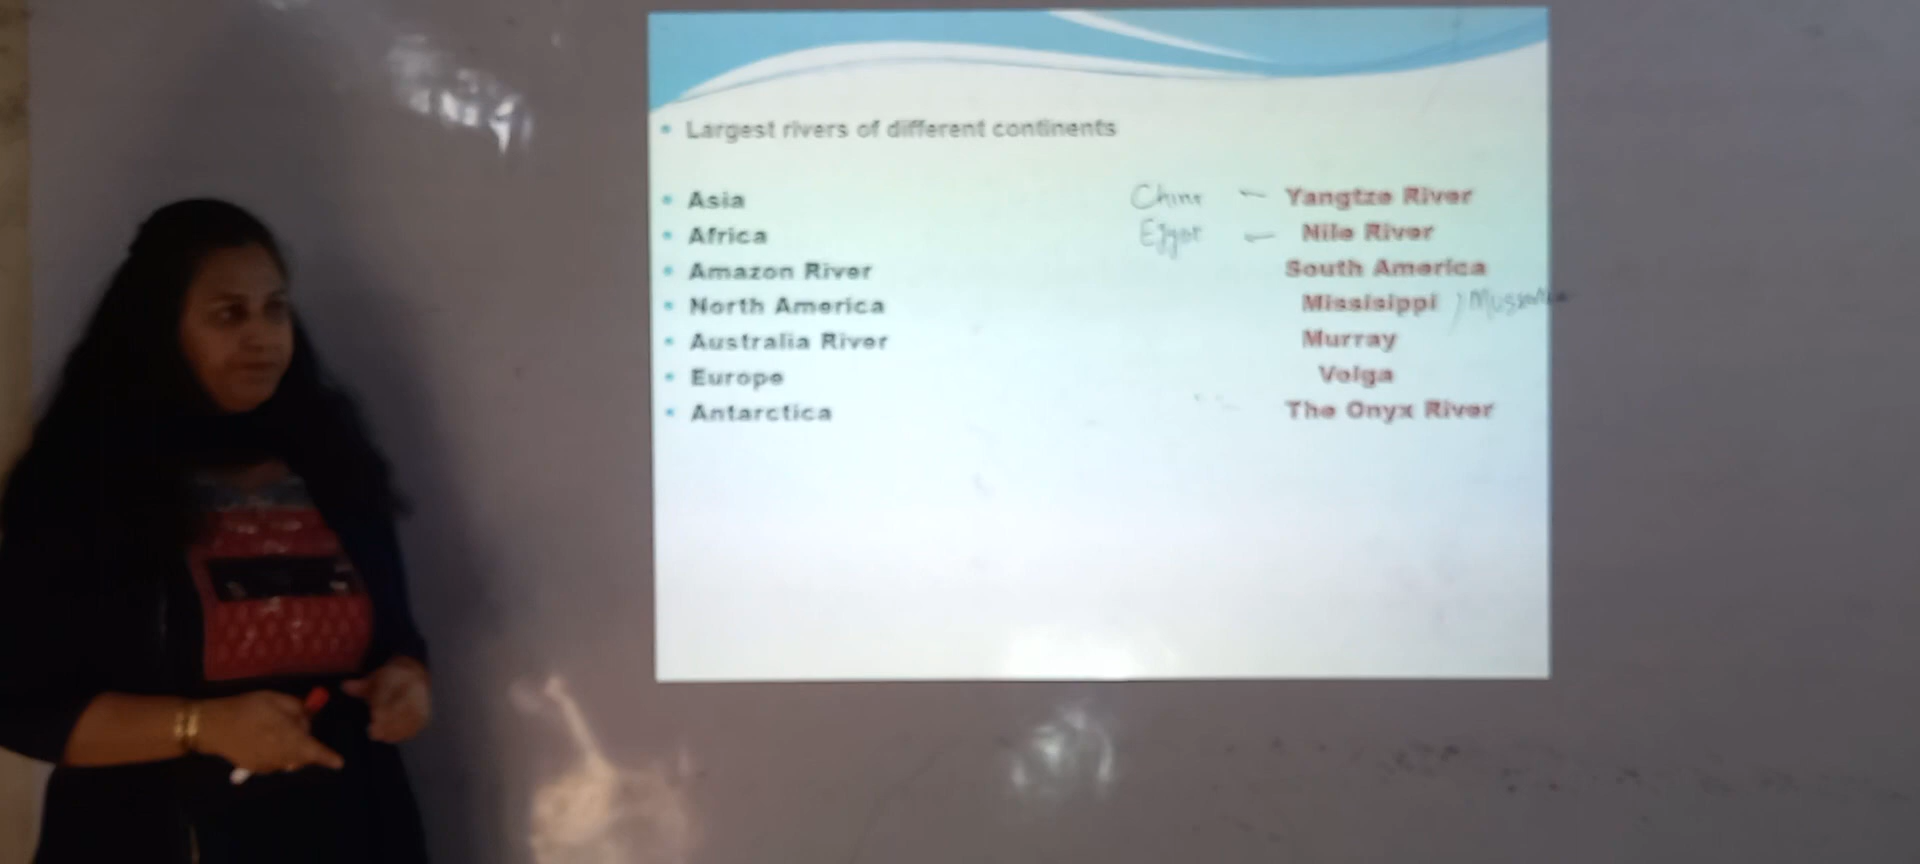 Largest rivers of different continents
Asia China Yangtze River
Africa Nile River
Amazon River South America
North America Missisippi
Australia River Murray
Europe Volga
Antarctica The Onyx River